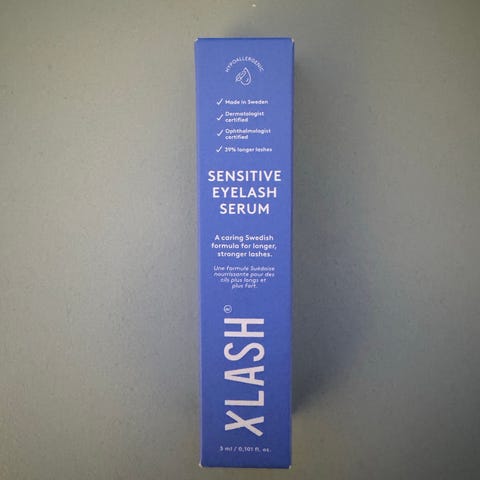 HYPOALLERGENIC
Made in Sweden
Dermatologist
certified
Ophthalmologist
certified
39% longer lashes
SENSITIVE
EYELASH
SERUM
A caring Swedish
formula for longer,
stronger lashes.
Une formule Suédoise
nourrissante pour des
cils plus longs et
plus fort.
XLASH
3 ml / 0,101 fl. oz.